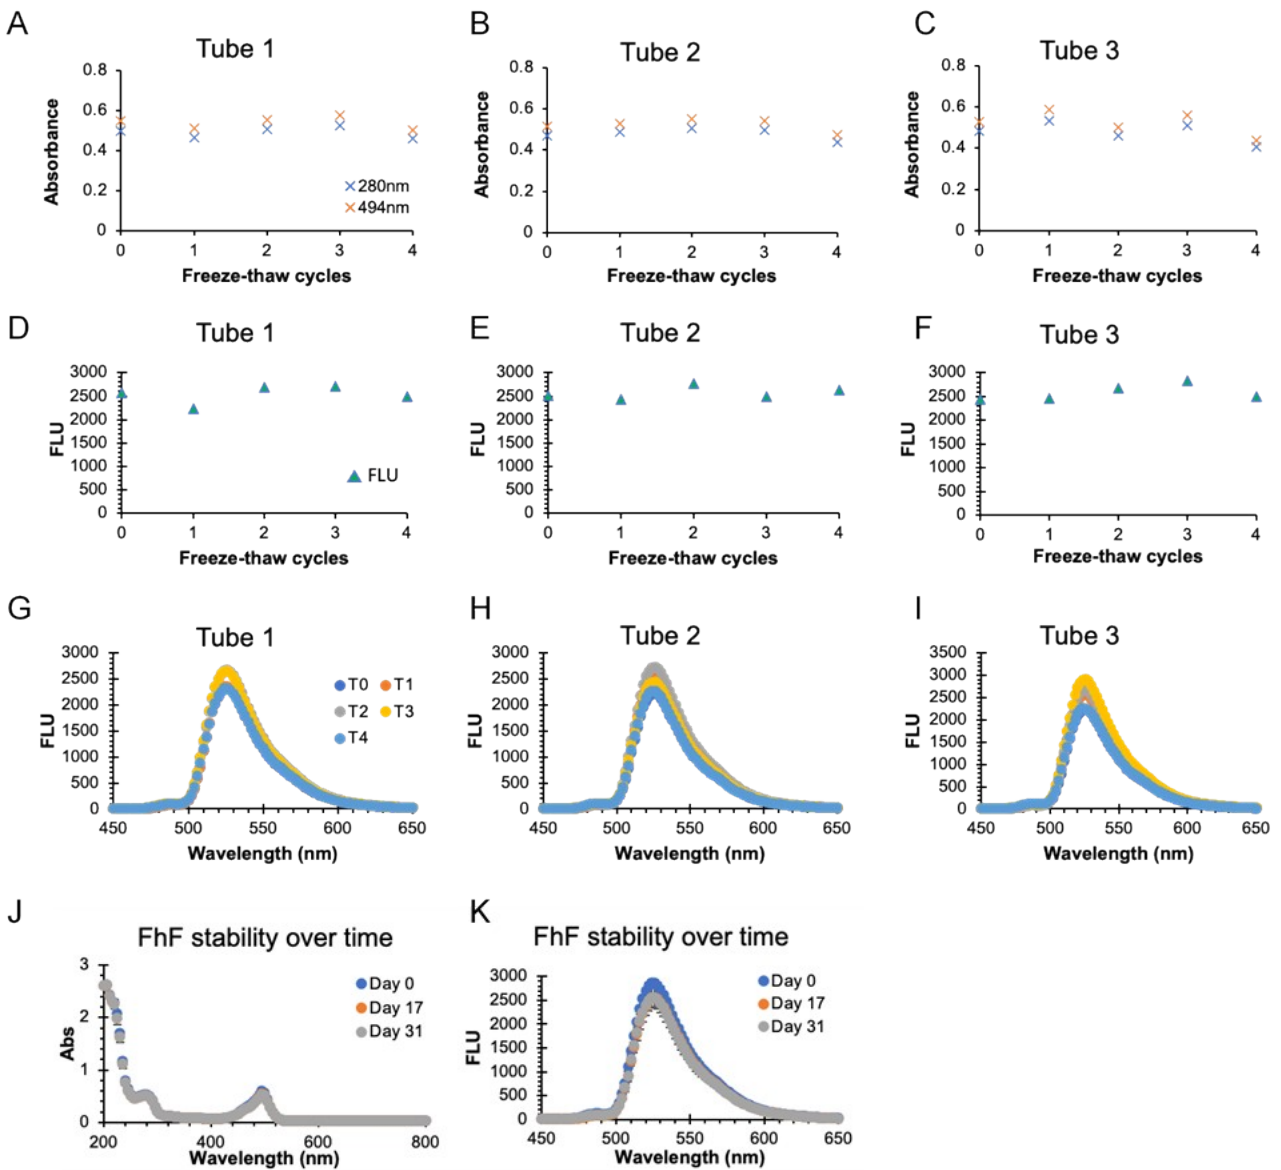 A
Tube 1
0.8
0.6
0.4
0.2
0
Absorbance
280nm
494nm
0 1 2 3 4
Freeze-thaw cycles
B
Tube 2
0.8
0.6
0.4
0.2
0
Absorbance
0 1 2 3 4
Freeze-thaw cycles
C
Tube 3
0.8
0.6
0.4
0.2
0
Absorbance
0 1 2 3 4
Freeze-thaw cycles
D
Tube 1
3000
2500
2000
1500
1000
500
0
FLU
FLU
0 1 2 3 4
Freeze-thaw cycles
E
Tube 2
3000
2500
2000
1500
1000
500
0
FLU
0 1 2 3 4
Freeze-thaw cycles
F
Tube 3
3000
2500
2000
1500
1000
500
0
FLU
0 1 2 3 4
Freeze-thaw cycles
G
Tube 1
3000
2500
2000
1500
1000
500
0
FLU
T0 T1
T2 T3
T4
450 500 550 600 650
Wavelength (nm)
H
Tube 2
3000
2500
2000
1500
1000
500
0
FLU
450 500 550 600 650
Wavelength (nm)
I
Tube 3
3500
3000
2500
2000
1500
1000
500
0
FLU
450 500 550 600 650
Wavelength (nm)
J
FhF stability over time
3
2
1
0
Abs
Day 0
Day 17
Day 31
200 400 600 800
Wavelength (nm)
K
FhF stability over time
3000
2500
2000
1500
1000
500
0
FLU
Day 0
Day 17
Day 31
450 500 550 600 650
Wavelength (nm)